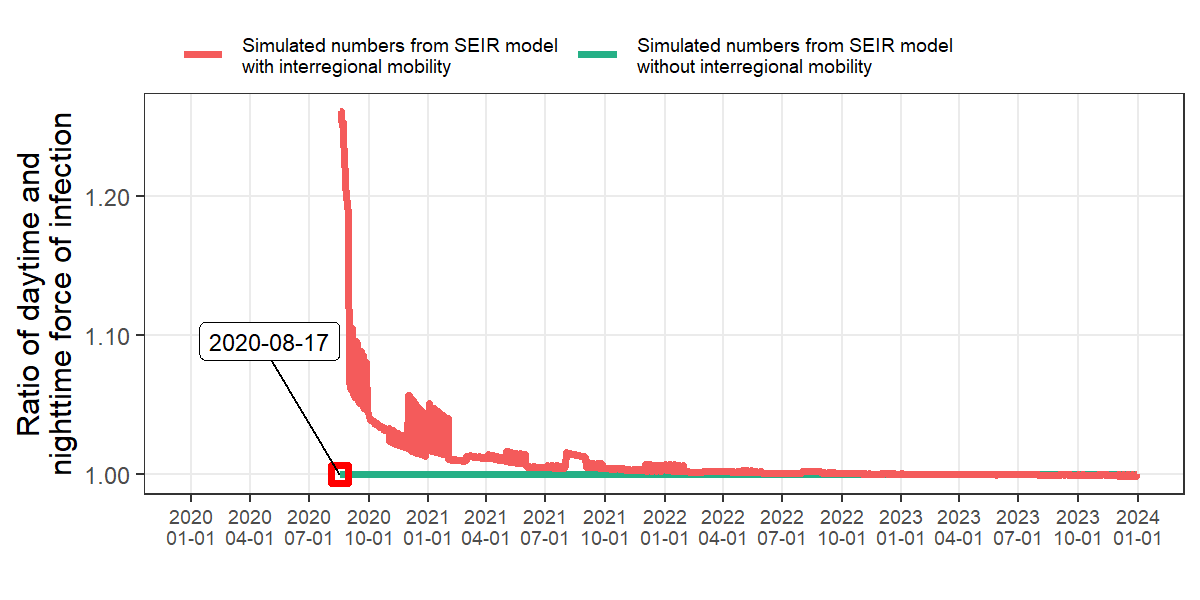 Simulated numbers from SEIR model
with interregional mobility
Simulated numbers from SEIR model
without interregional mobility
Ratio of daytime and
nighttime force of infection
1.20
1.10
1.00
2020-08-17
2020 2020 2020 2020 2021 2021 2021 2021 2022 2022 2022 2022 2023 2023 2023 2023 2024
01-01 04-01 07-01 10-01 01-01 04-01 07-01 10-01 01-01 04-01 07-01 10-01 01-01 04-01 07-01 10-01 01-01